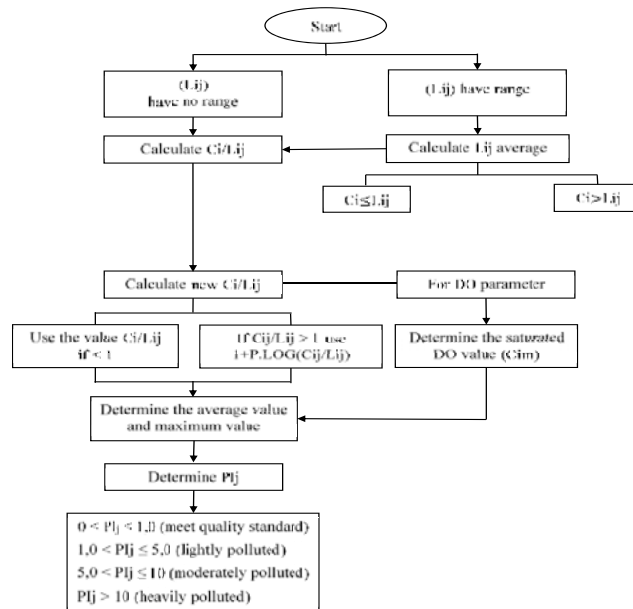 Start
(Lij)
have no range
(Lij) have range
Calculate Ci/Lij
Calculate Lij average
Ci≤Lij
Ci>Lij
Calculate new Ci/Lij
For DO parameter
Use the value Ci/Lij
if < 1
If Cij/Lij > 1 use
1+P.LOG(Cij/Lij)
Determine the saturated
DO value (Cim)
Determine the average value
and maximum value
Determine PIj
0 < PIj < 1,0 (meet quality standard)
1,0 < PIj ≤ 5,0 (lightly polluted)
5,0 < PIj ≤ 10 (moderately polluted)
PIj > 10 (heavily polluted)